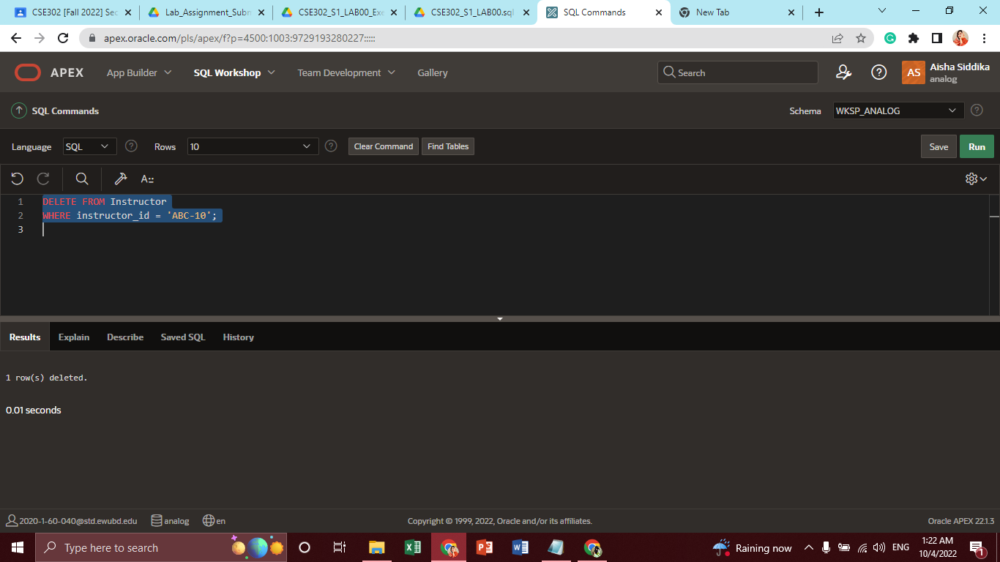 CSE302 [Fall 2022] Sec
Lab_Assignment_Subm
CSE302_S1_LAB00_Exe
CSE302_S1_LAB00.sql
SQL Commands
New Tab
apex.oracle.com/pls/apex/f?p=4500:1003:9729193280227:::::
APEX
App Builder
SQL Workshop
Team Development
Gallery
Search
AS
Aisha Siddika
analog
SQL Commands
Schema
WKSP_ANALOG
Language
SQL
Rows
10
Clear Command
Find Tables
Save
Run
A::
1 DELETE FROM Instructor
2 WHERE instructor_id = 'ABC-10';
3
Results
Explain
Describe
Saved SQL
History
1 row(s) deleted.
0.01 seconds
2020-1-60-040@std.ewubd.edu
analog
en
Copyright © 1999, 2022, Oracle and/or its affiliates.
Oracle APEX 22.1.3
Type here to search
Raining now
ENG
1:22 AM
10/4/2022
1